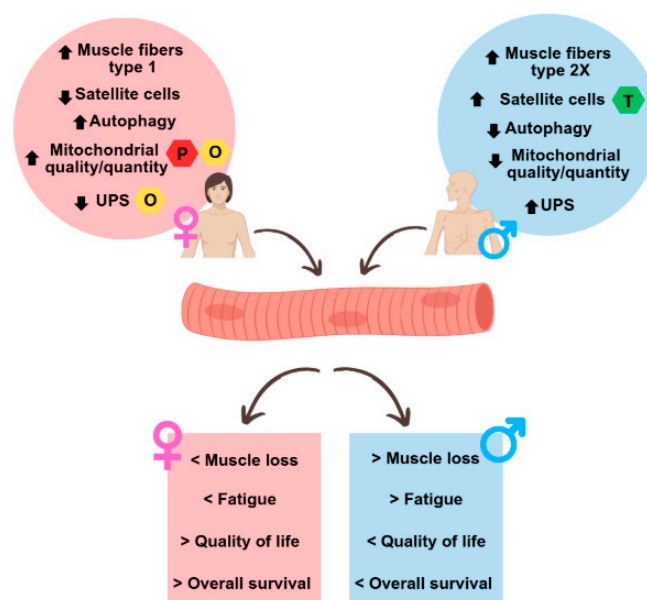 Muscle fibers
type 1
Satellite cells
Autophagy
Mitochondrial P O
quality/quantity
UPS O
Muscle fibers
type 2X
Satellite cells T
Autophagy
Mitochondrial
quality/quantity
UPS
< Muscle loss
< Fatigue
> Quality of life
> Overall survival
> Muscle loss
> Fatigue
< Quality of life
< Overall survival